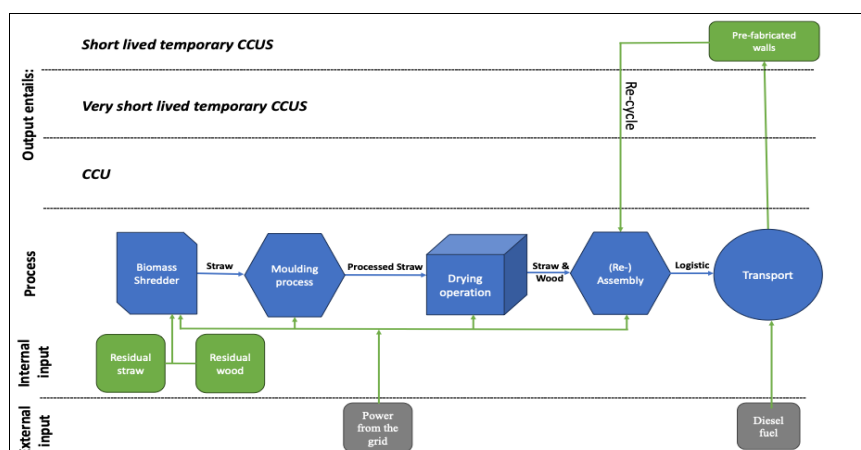 Output entails:
Short lived temporary CCUS
Very short lived temporary CCUS
CCU
Pre-fabricated
walls
Re-cycle
Process
Biomass
Shredder
Straw
Moulding
process
Processed Straw
Drying
operation
Straw &
Wood
(Re-)
Assembly
Logistic
Transport
Internal
input
Residual
straw
Residual
wood
External
input
Power
from the
grid
Diesel
fuel